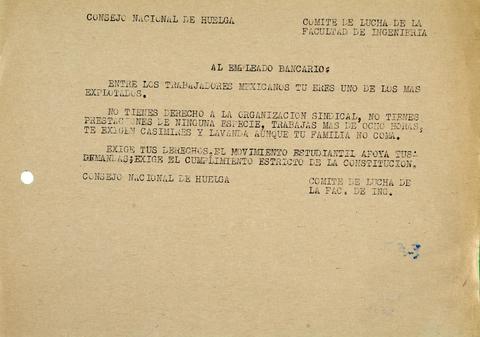 CONSEJO NACIONAL DE HUELGA
COMITE DE LUCHA DE LA
FACULTAD DE INGENIERIA
AL EMPLEADO BANCARIO:
ENTRE LOS TRABAJADORES MEXICANOS TU ERES UNO DE LOS MAS
EXPLOTADOS.
NO TIENES DERECHO A LA ORGANIZACION SINDICAL, NO TIENES
PRESTACIONES DE NINGUNA ESPECIE, TRABAJAS MAS DE OCHO HORAS,
TE EXIGEN CASIMIRES Y LAVANDA AUNQUE TU FAMILIA NO COMA.
EXIGE TUS DERECHOS, EL MOVIMIENTO ESTUDIANTIL APOYA TUS
DEMANDAS; EXIGE EL CUMPLIMIENTO ESTRICTO DE LA CONSTITUCION.
CONSEJO NACIONAL DE HUELGA
COMITE DE LUCHA DE
LA FAC. DE ING.